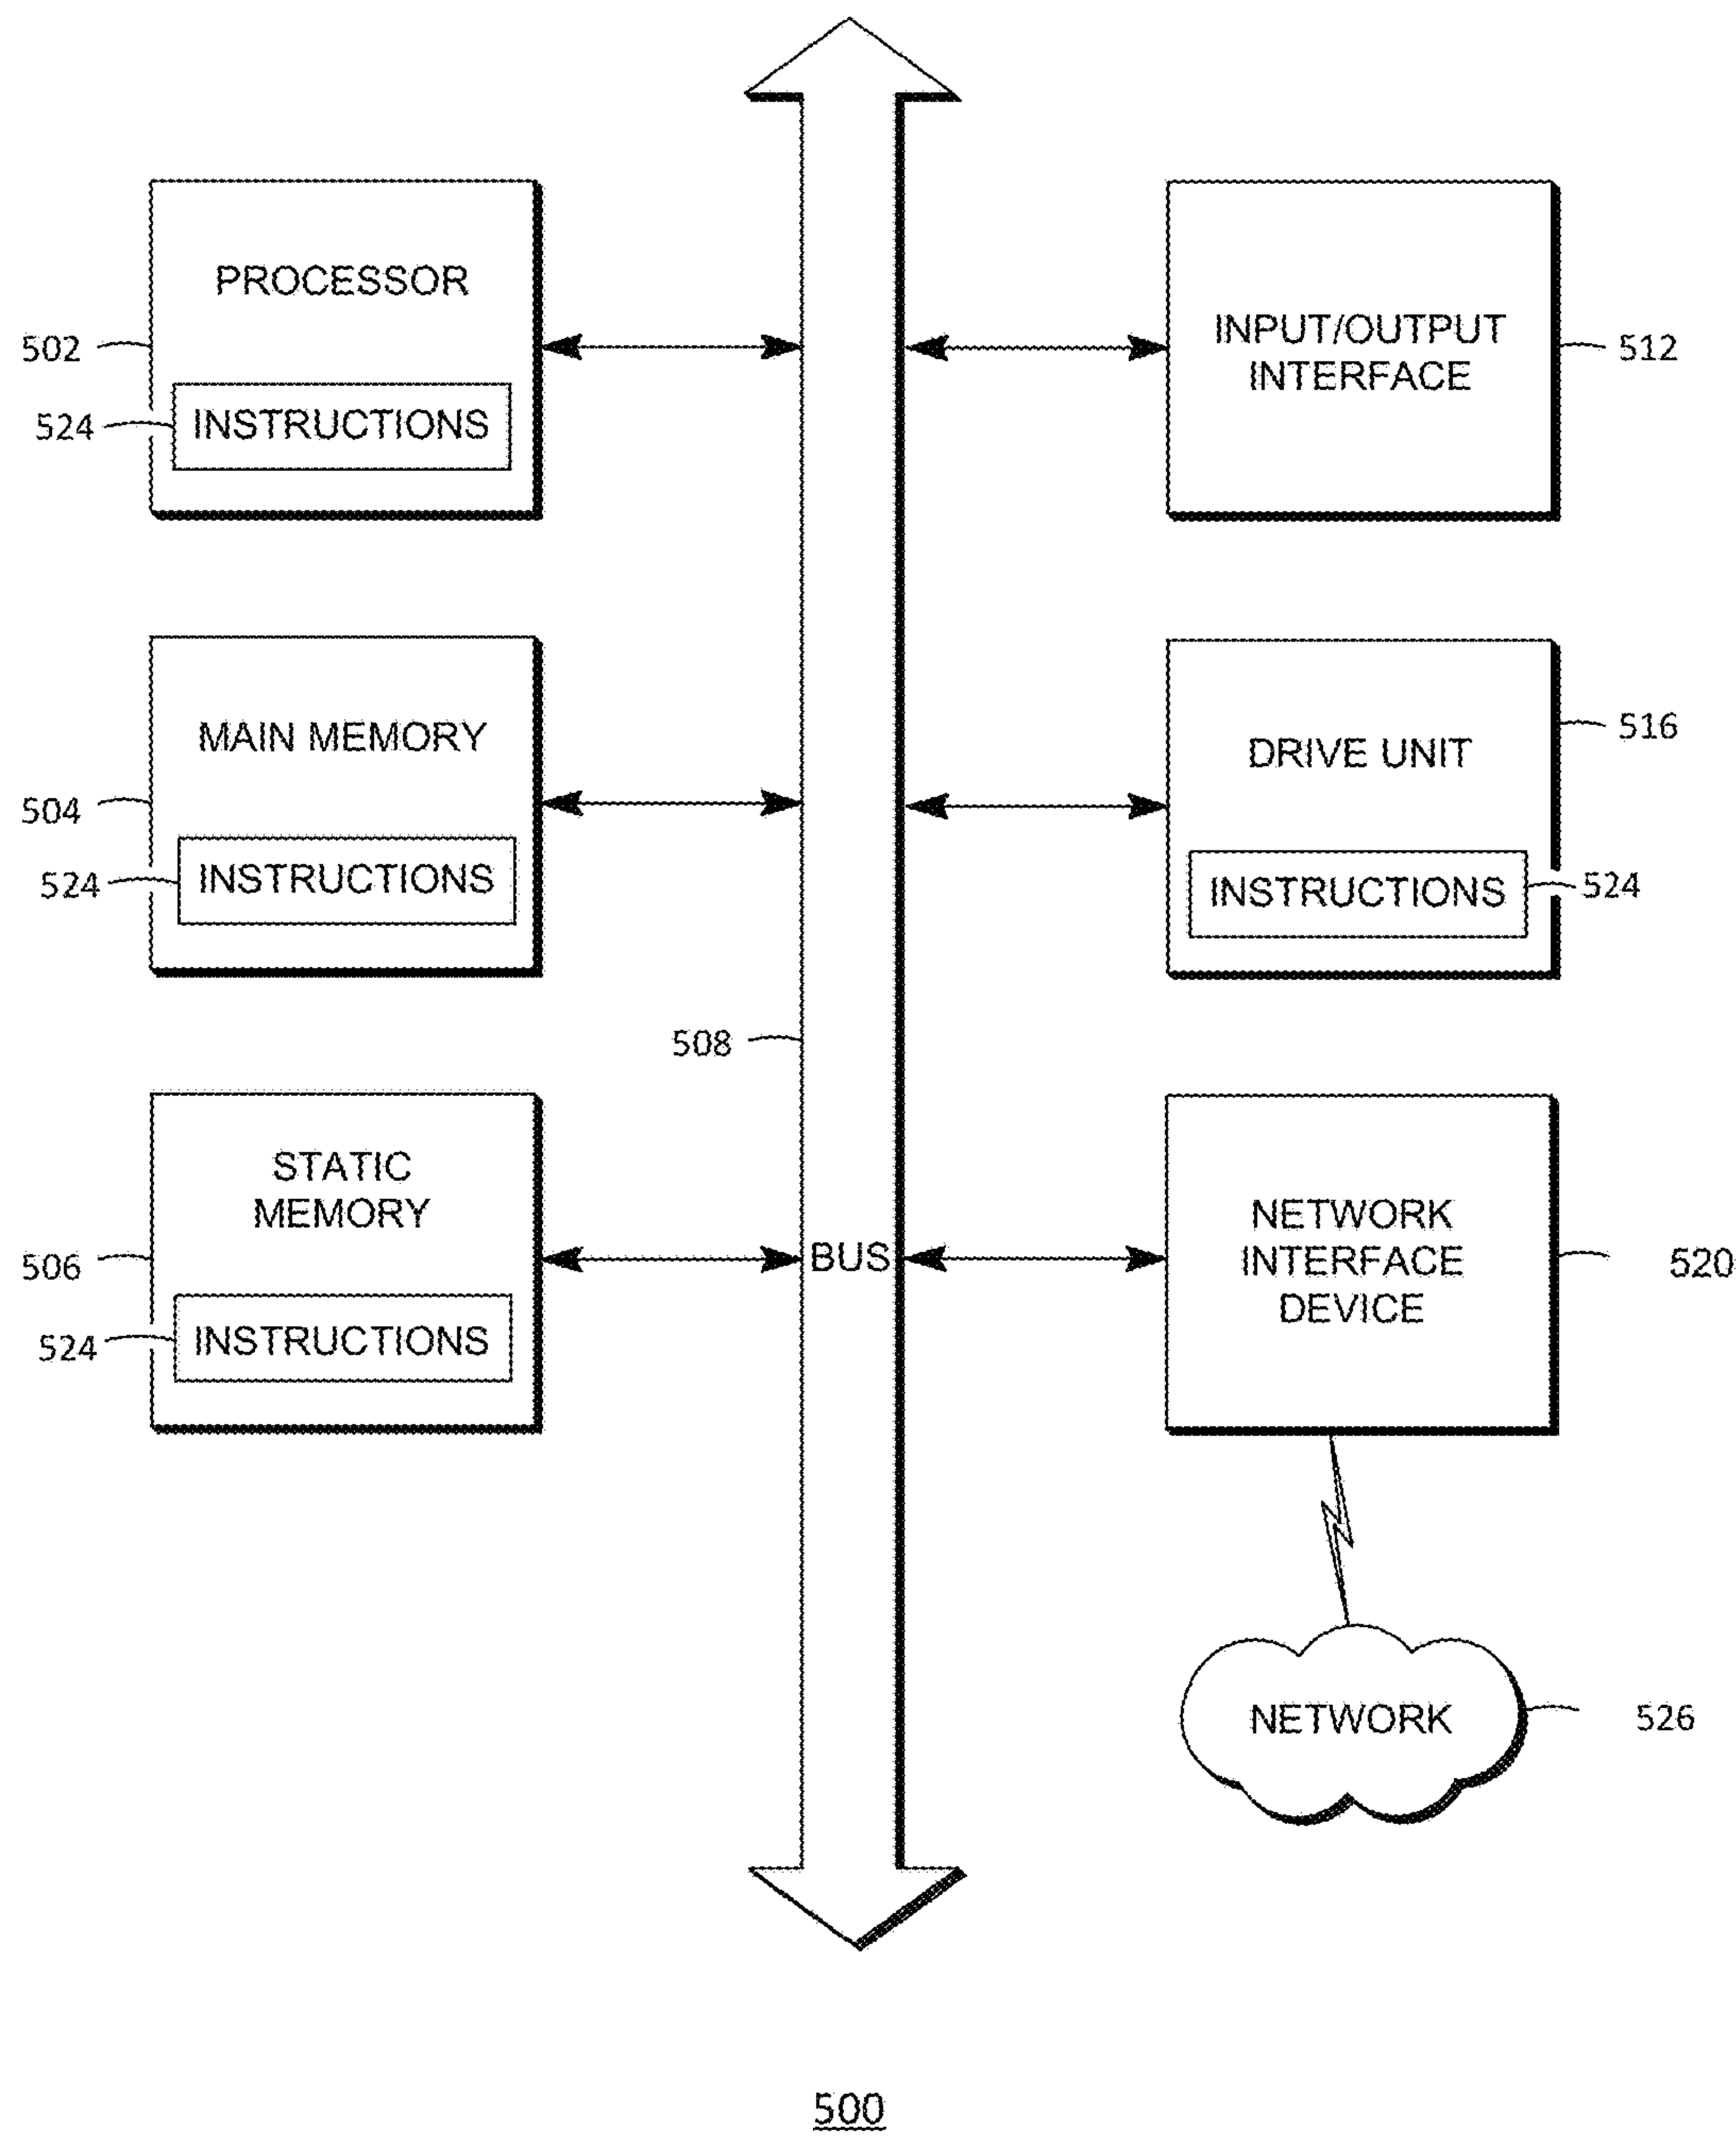 PROCESSOR
502
524
INSTRUCTIONS
INPUT/OUTPUT
INTERFACE
512
MAIN MEMORY
504
524
INSTRUCTIONS
516
DRIVE UNIT
INSTRUCTIONS
524
508
STATIC
MEMORY
506
524
INSTRUCTIONS
BUS
NETWORK
INTERFACE
DEVICE
520
NETWORK
526
500